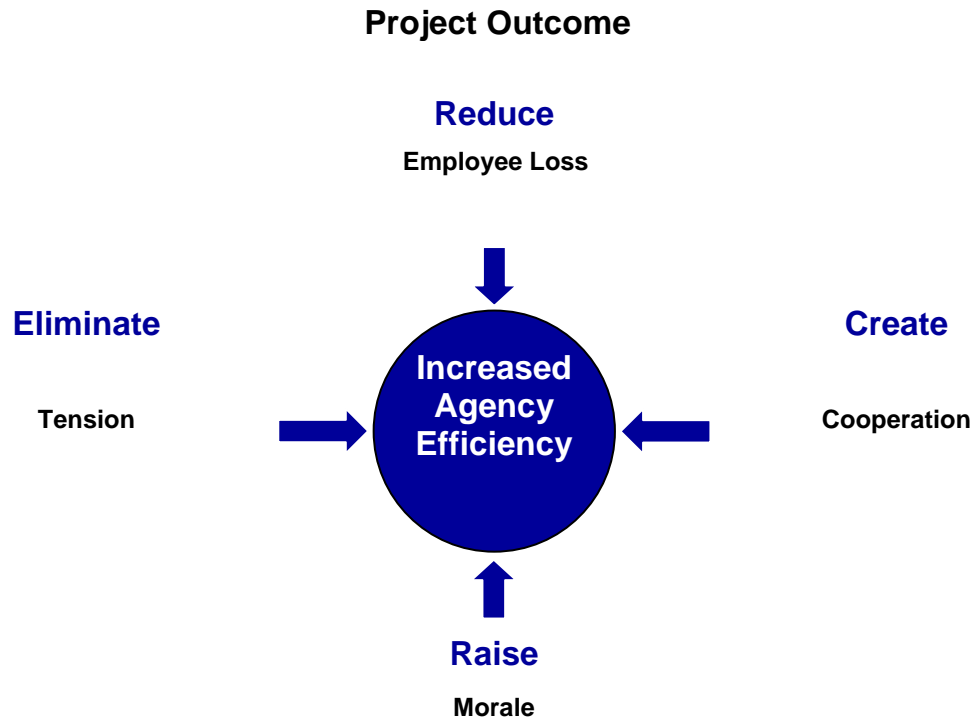 Project Outcome
Reduce
Employee Loss
Eliminate
Tension
Increased
Agency
Efficiency
Create
Cooperation
Raise
Morale